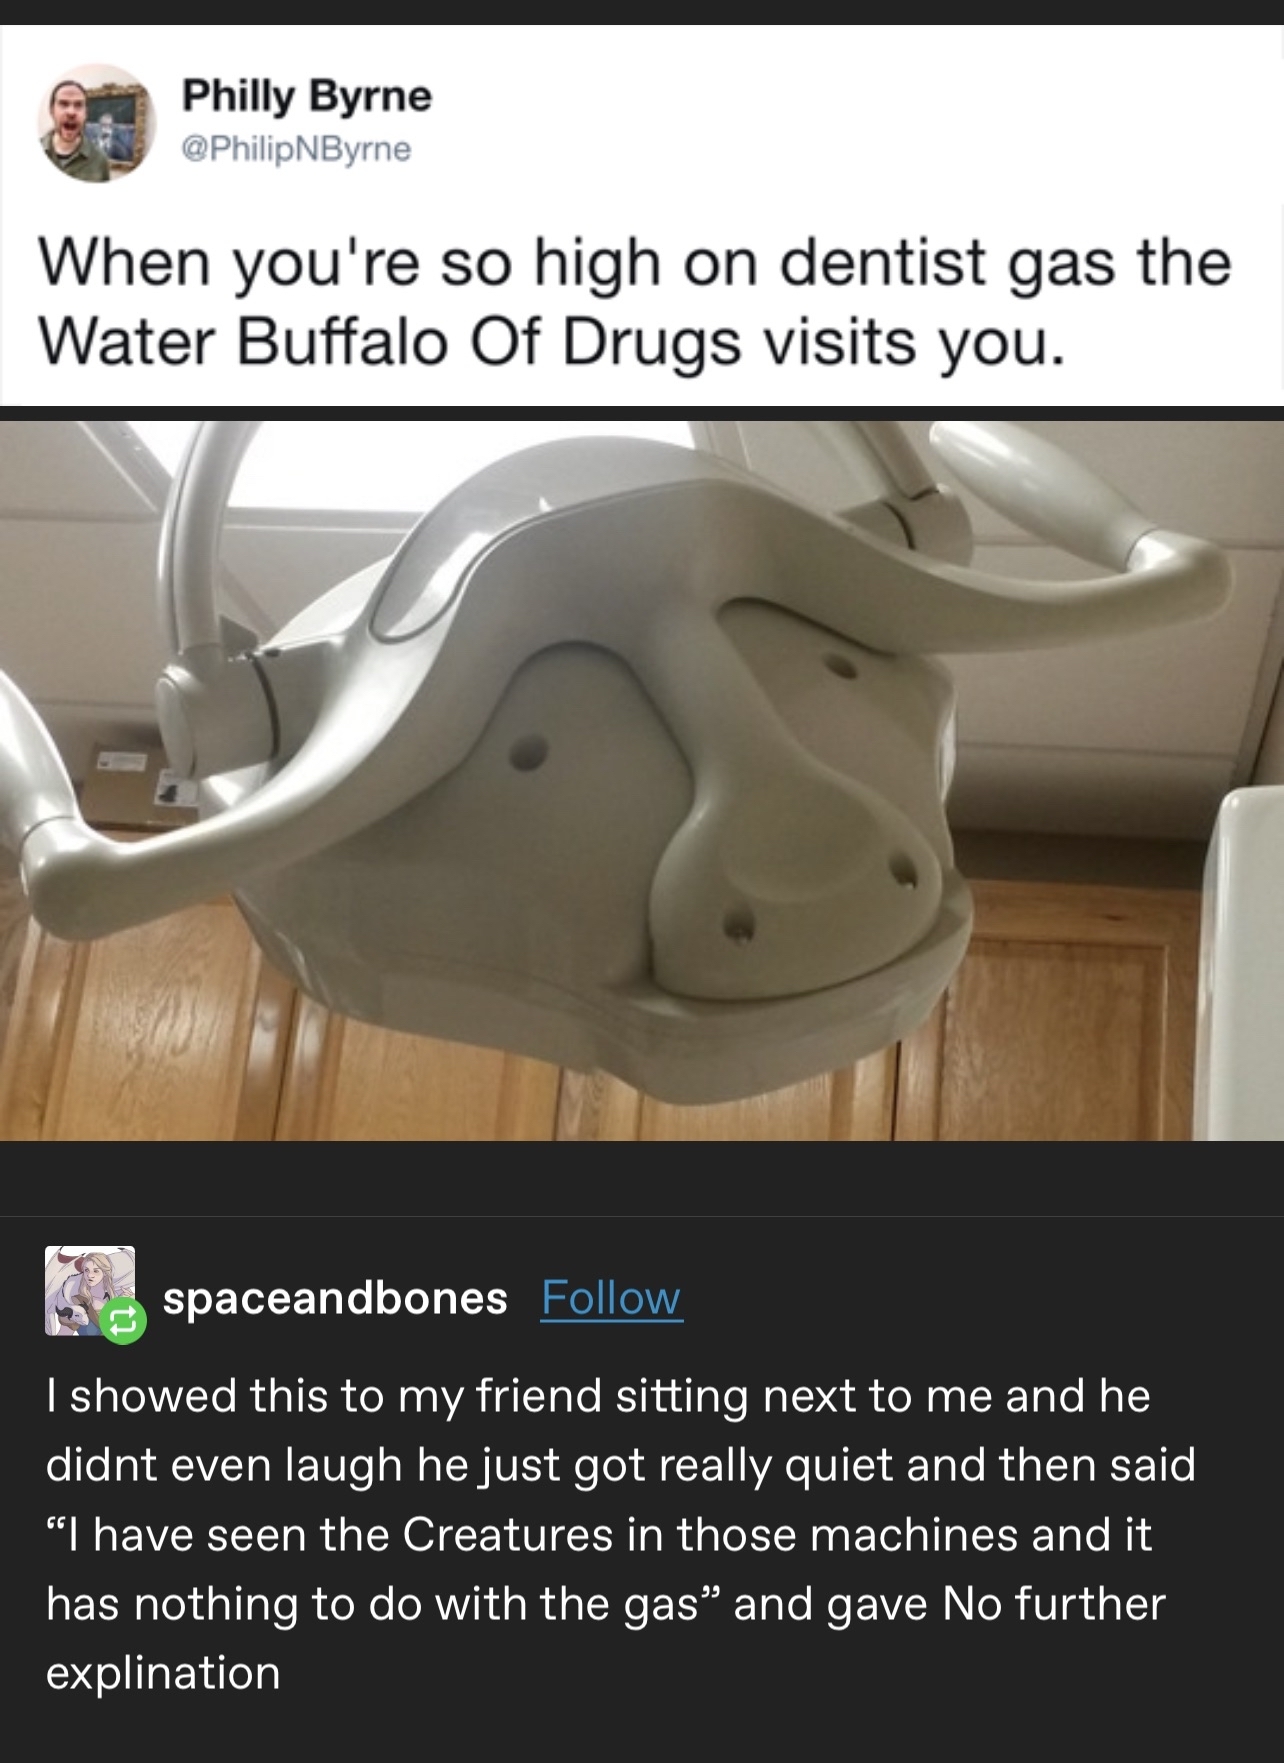 Philly Byrne
@PhilipNByrne
When you're so high on dentist gas the
Water Buffalo Of Drugs visits you.
spaceandbones Follow
I showed this to my friend sitting next to me and he
didnt even laugh he just got really quiet and then said
“I have seen the Creatures in those machines and it
has nothing to do with the gas” and gave No further
explination